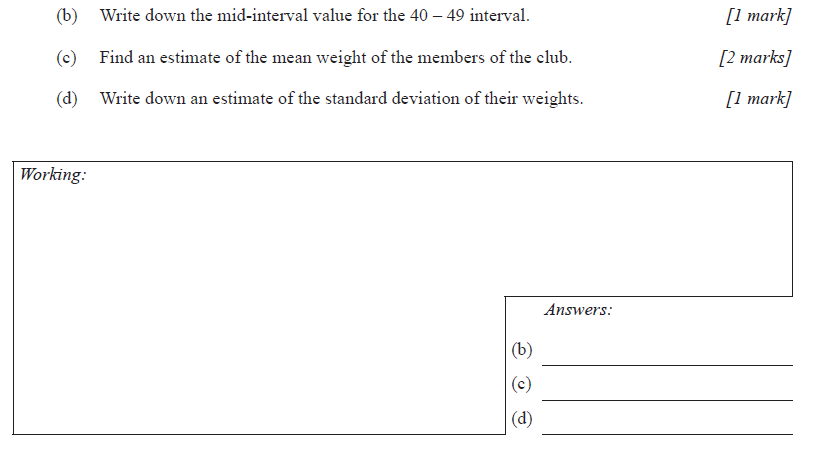 (b) Write down the mid-interval value for the 40 – 49 interval. [1 mark]
(c) Find an estimate of the mean weight of the members of the club. [2 marks]
(d) Write down an estimate of the standard deviation of their weights. [1 mark]
Working:
Answers:
(b)
(c)
(d)